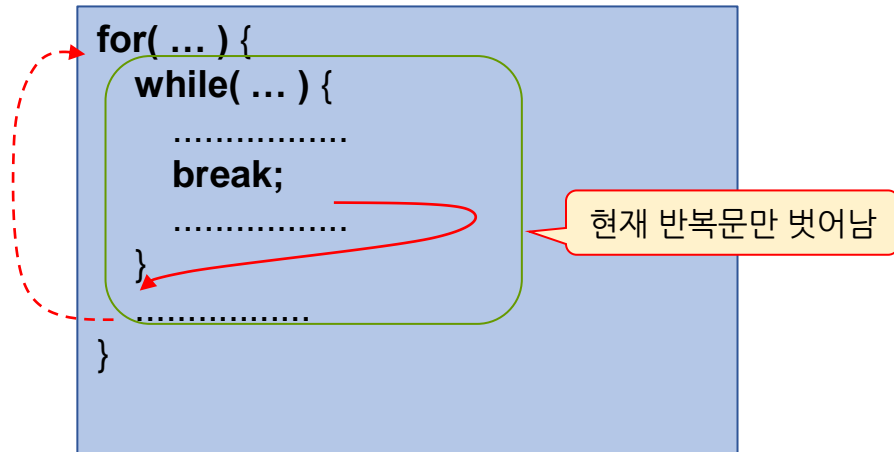 for( … ) {
while( … ) {
……………..
break;
……………..
현재 반복문만 벗어남
}
……………..
}